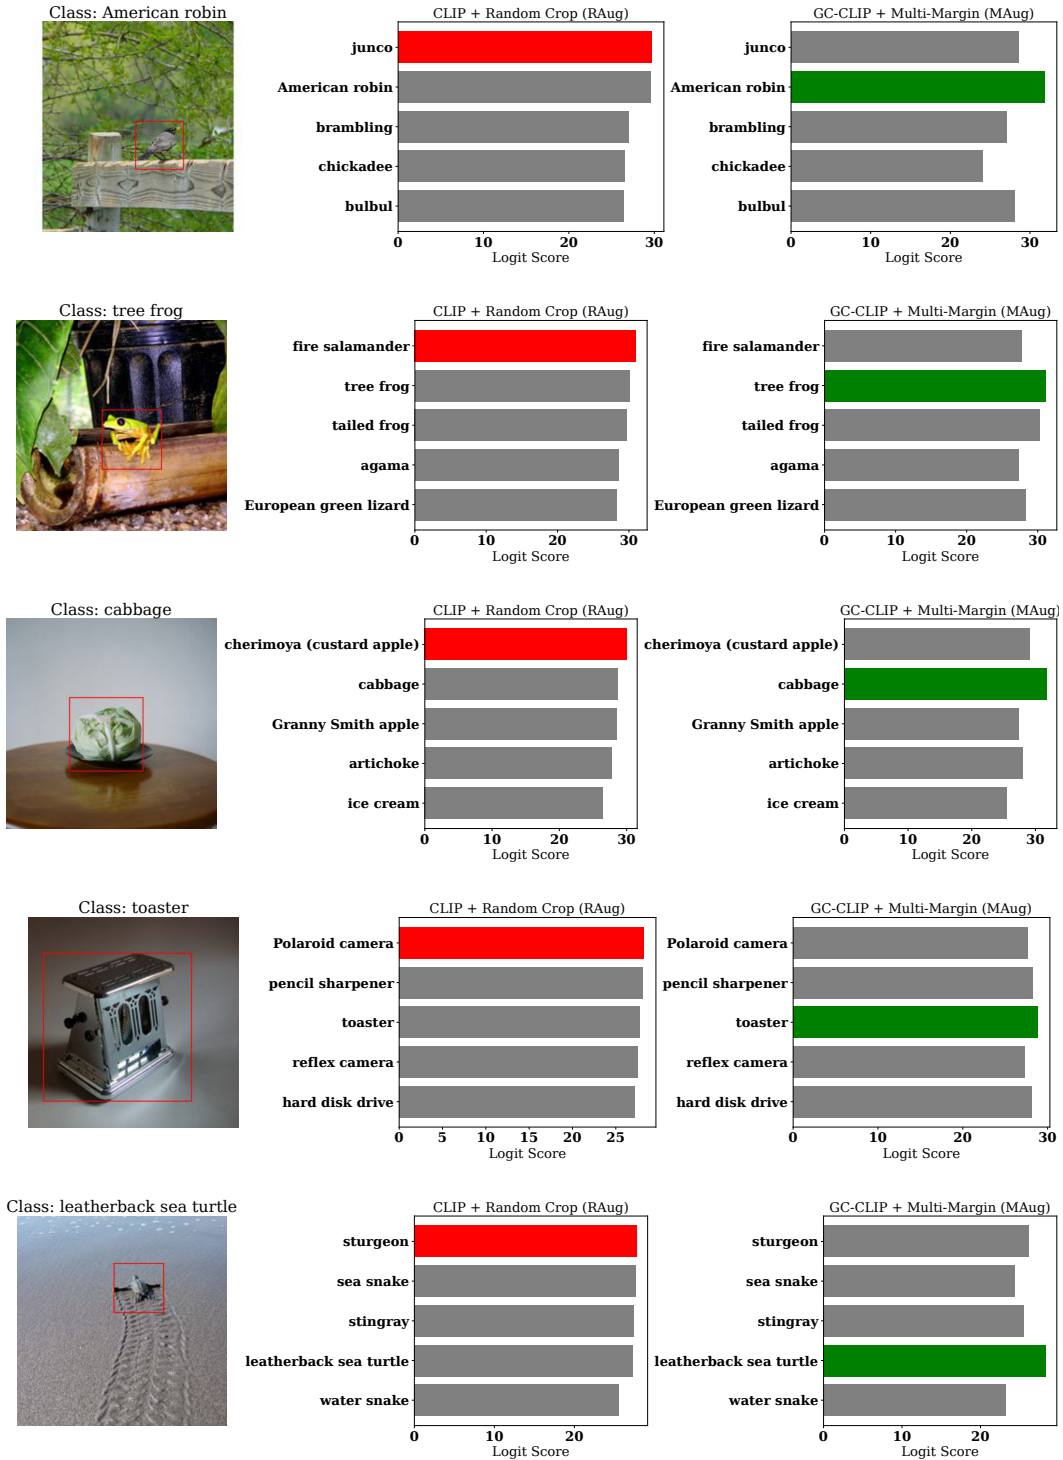 Class: American robin
CLIP + Random Crop (RAug)
junco
American robin
brambling
chickadee
bulbul
0 10 20 30
Logit Score
GC-CLIP + Multi-Margin (MAug)
junco
American robin
brambling
chickadee
bulbul
0 10 20 30
Logit Score
Class: tree frog
CLIP + Random Crop (RAug)
fire salamander
tree frog
tailed frog
agama
European green lizard
0 10 20 30
Logit Score
GC-CLIP + Multi-Margin (MAug)
fire salamander
tree frog
tailed frog
agama
European green lizard
0 10 20 30
Logit Score
Class: cabbage
CLIP + Random Crop (RAug)
cherimoya (custard apple)
cabbage
Granny Smith apple
artichoke
ice cream
0 10 20 30
Logit Score
GC-CLIP + Multi-Margin (MAug)
cherimoya (custard apple)
cabbage
Granny Smith apple
artichoke
ice cream
0 10 20 30
Logit Score
Class: toaster
CLIP + Random Crop (RAug)
Polaroid camera
pencil sharpener
toaster
reflex camera
hard disk drive
0 5 10 15 20 25
Logit Score
GC-CLIP + Multi-Margin (MAug)
Polaroid camera
pencil sharpener
toaster
reflex camera
hard disk drive
0 10 20 30
Logit Score
Class: leatherback sea turtle
CLIP + Random Crop (RAug)
sturgeon
sea snake
stingray
leatherback sea turtle
water snake
0 10 20
Logit Score
GC-CLIP + Multi-Margin (MAug)
sturgeon
sea snake
stingray
leatherback sea turtle
water snake
0 10 20
Logit Score